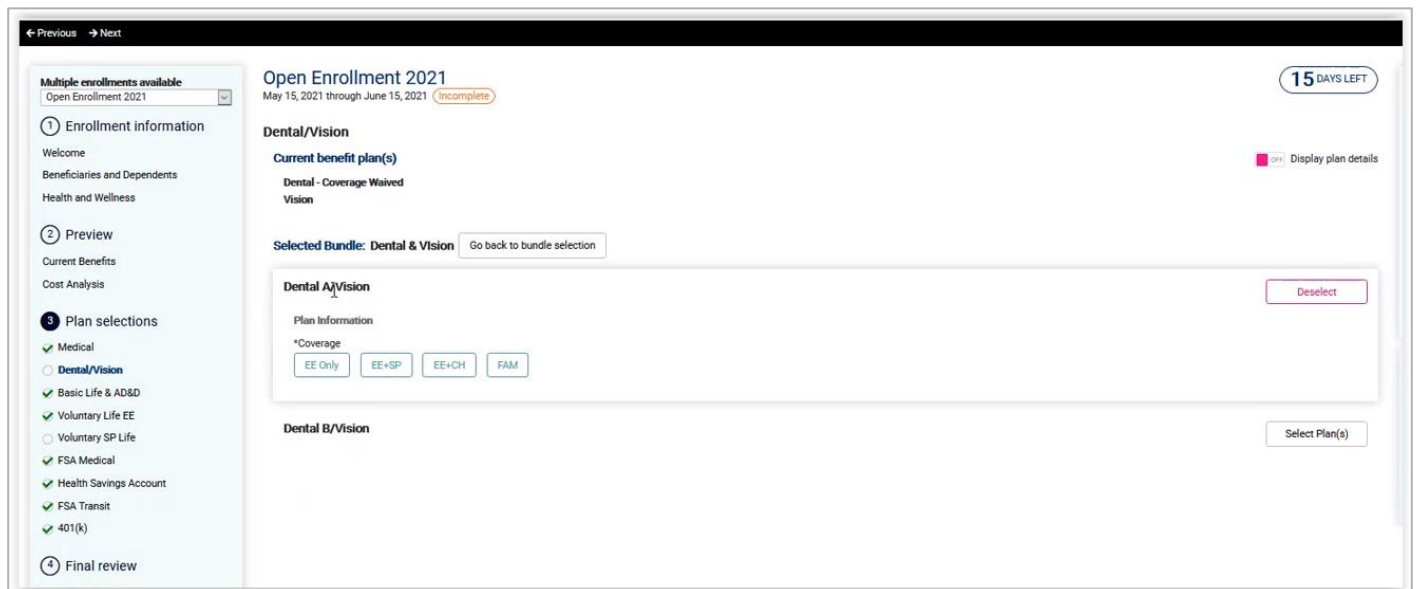 ← Previous → Next
Multiple enrollments available
Open Enrollment 2021
1 Enrollment information
Welcome
Beneficiaries and Dependents
Health and Wellness
2 Preview
Current Benefits
Cost Analysis
3 Plan selections
Medical
Dental/Vision
Basic Life & AD&D
Voluntary Life EE
Voluntary SP Life
FSA Medical
Health Savings Account
FSA Transit
401(k)
4 Final review
Open Enrollment 2021
May 15, 2021 through June 15, 2021 Incomplete
15 DAYS LEFT
Dental/Vision
Current benefit plan(s)
OFF Display plan details
Dental - Coverage Waived
Vision
Selected Bundle: Dental & VIsion Go back to bundle selection
Dental A/Vision
Deselect
Plan Information
*Coverage
EE Only EE+SP EE+CH FAM
Dental B/Vision
Select Plan(s)